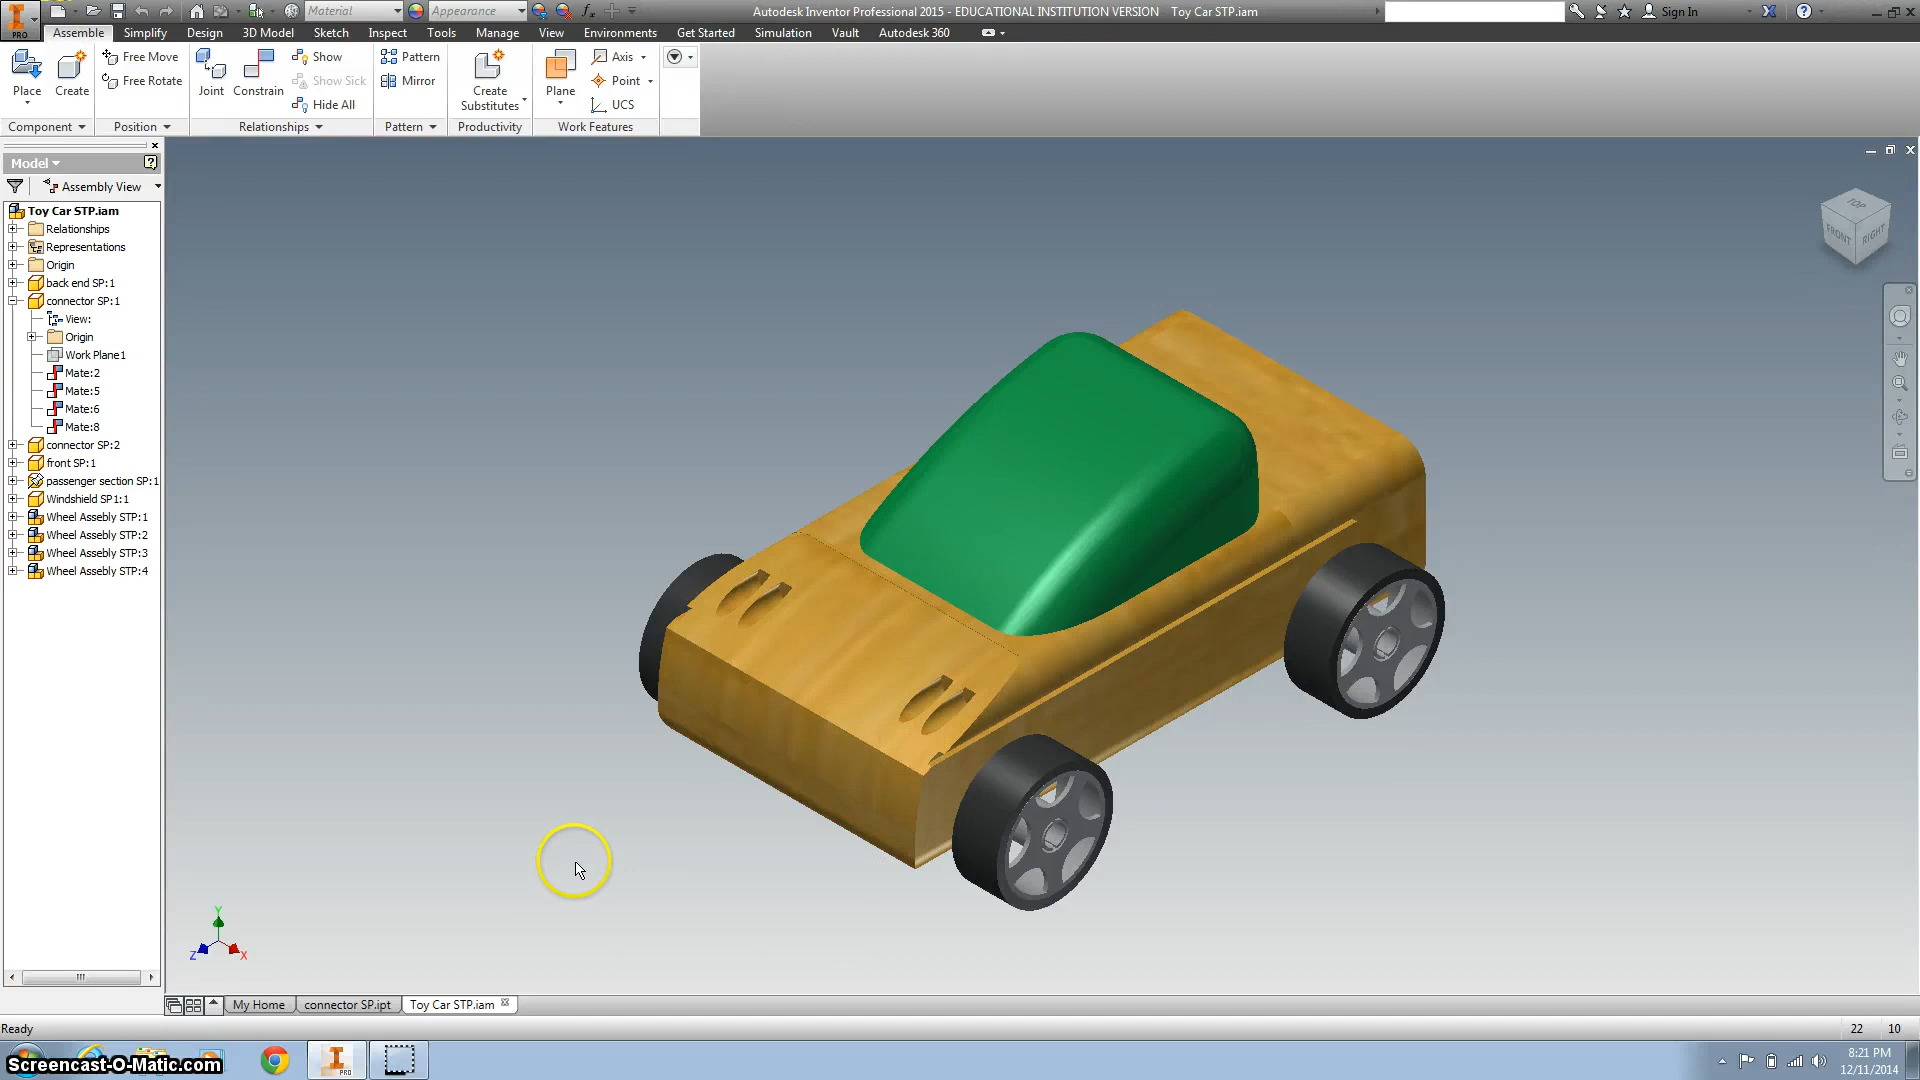 Material
Appearance
Autodesk Inventor Professional 2015 - EDUCATIONAL INSTITUTION VERSION Toy Car STP.iam
Sign In
PRO
Assemble Simplify Design 3D Model Sketch Inspect Tools Manage View Environments Get Started Simulation Vault Autodesk 360
Place
Create
Free Move
Free Rotate
Joint
Constrain
Show
Show Sick
Hide All
Pattern
Mirror
Create
Substitutes
Plane
Axis
Point
UCS
Component
Position
Relationships
Pattern
Productivity
Work Features
Model
Assembly View
Toy Car STP.iam
Relationships
Representations
Origin
back end SP:1
connector SP:1
View:
Origin
Work Plane1
Mate:2
Mate:5
Mate:6
Mate:8
connector SP:2
front SP:1
passenger section SP:1
Windshield SP1:1
Wheel Assebly STP:1
Wheel Assebly STP:2
Wheel Assebly STP:3
Wheel Assebly STP:4
TOP
FRONT
RIGHT
Y
Z
X
My Home
connector SP.ipt
Toy Car STP.iam
Ready
22
10
Screencast-O-Matic.com
PRO
8:21 PM
12/11/2014